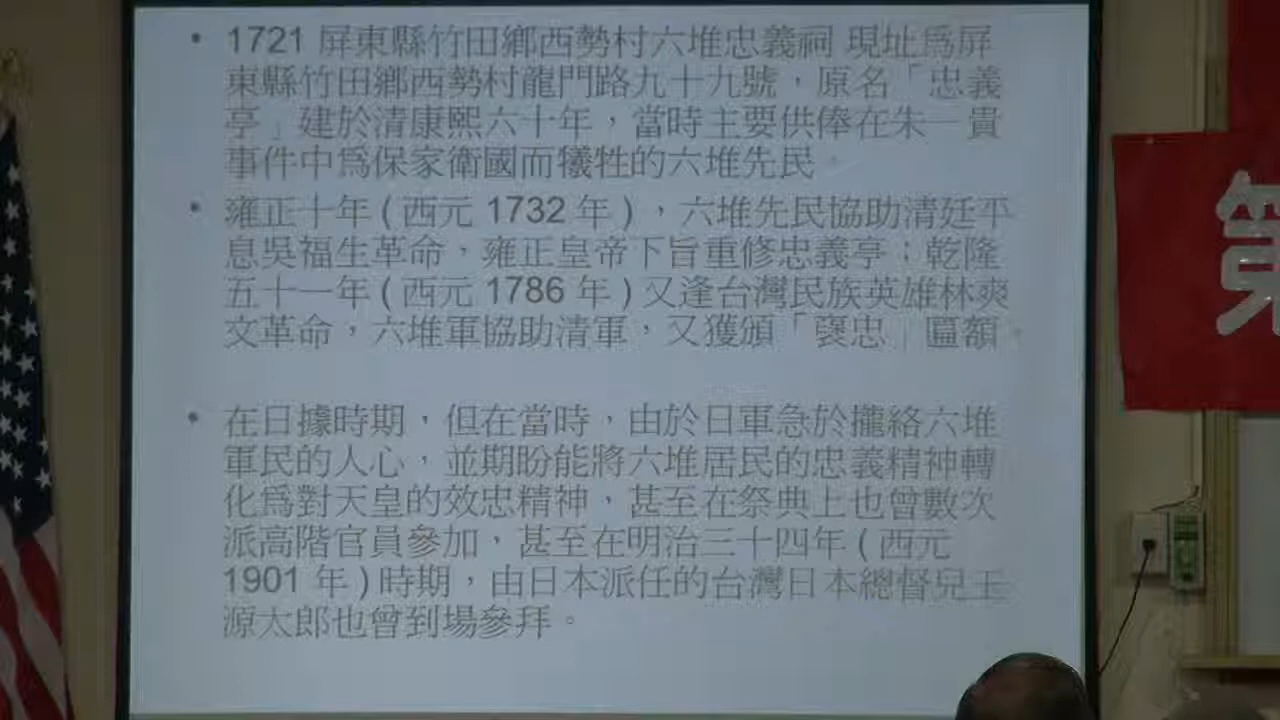 • 1721 屏東縣竹田鄉西勢村六堆忠義祠 現址為屏
東縣竹田鄉西勢村龍門路九十九號，原名「忠義
亭」建於清康熙六十年，當時主要供俸在朱一貴
事件中為保家衛國而犧牲的六堆先民。
• 雍正十年 ( 西元 1732 年 ) ，六堆先民協助清廷平
息吳福生革命，雍正皇帝下旨重修忠義亭；乾隆
五十一年 ( 西元 1786 年 ) 又逢台灣民族英雄林爽
文革命，六堆軍協助清軍，又獲頒「褒忠」匾額。
• 在日據時期，但在當時，由於日軍急於攏絡六堆
軍民的人心，並期盼能將六堆居民的忠義精神轉
化為對天皇的效忠精神，甚至在祭典上也曾數次
派高階官員參加，甚至在明治三十四年 ( 西元
1901 年 ) 時期，由日本派任的台灣日本總督兒玉
源太郎也曾到場參拜。
第